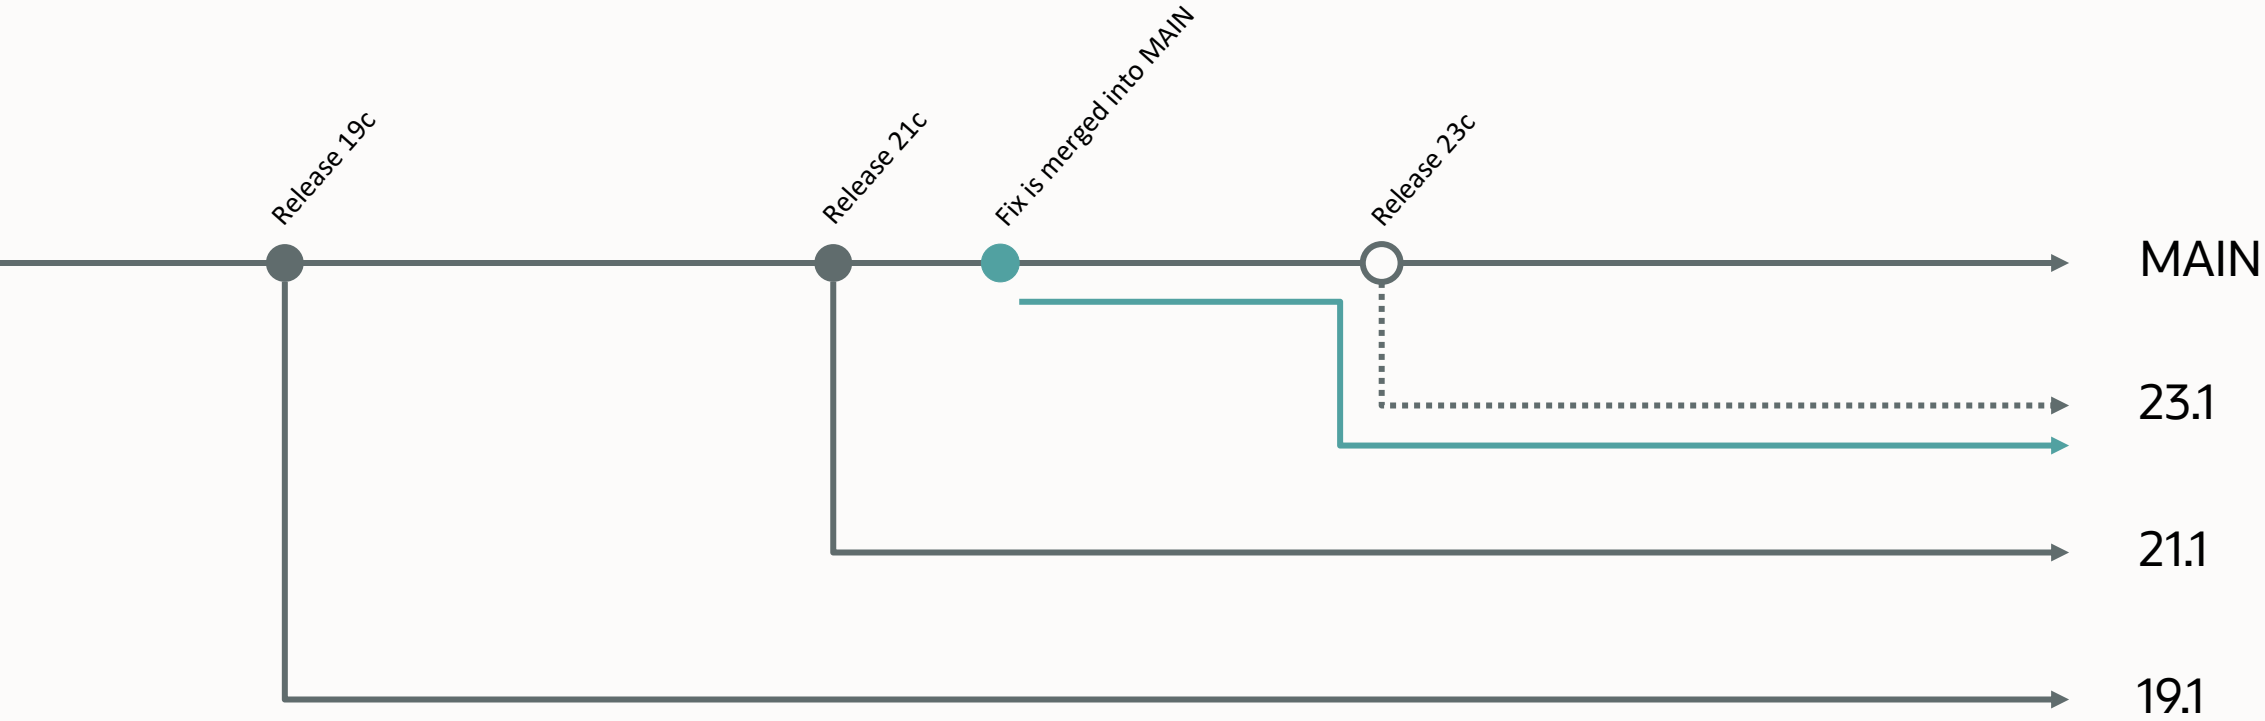 Release 19c
Release 21c
Fix is merged into MAIN
Release 23c
MAIN
23.1
21.1
19.1